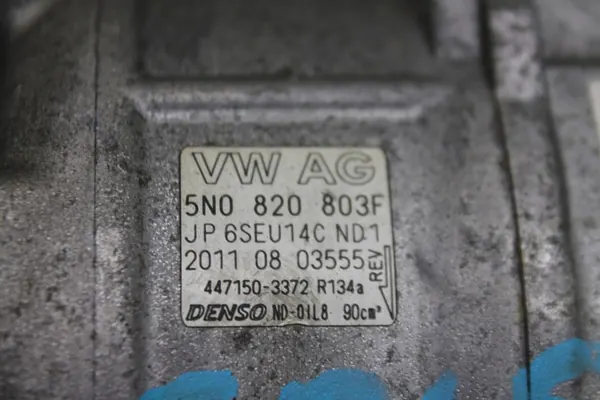 VW AG
5N0 820 803F
JP 6SEU14C ND1
2011 08 03555
REV
447150-3372 R134a
DENSO ND-OIL8 90cm³